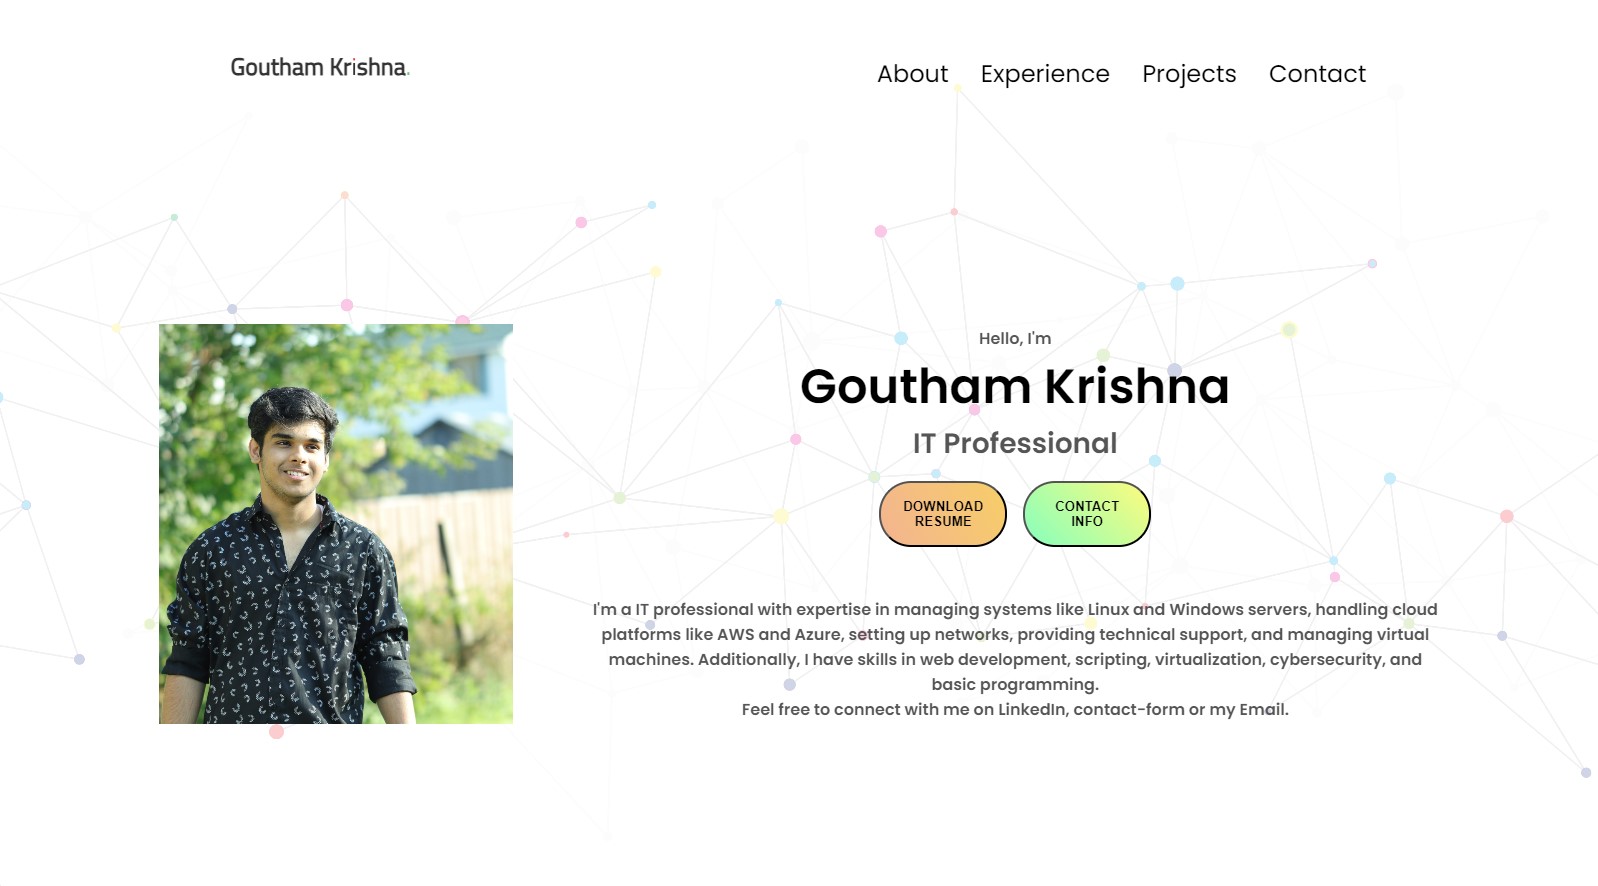 Goutham Krishna.
About Experience Projects Contact
Hello, I'm
Goutham Krishna
IT Professional
DOWNLOAD
RESUME
CONTACT
INFO
I'm a IT professional with expertise in managing systems like Linux and Windows servers, handling cloud
platforms like AWS and Azure, setting up networks, providing technical support, and managing virtual
machines. Additionally, I have skills in web development, scripting, virtualization, cybersecurity, and
basic programming.
Feel free to connect with me on LinkedIn, contact-form or my Email.